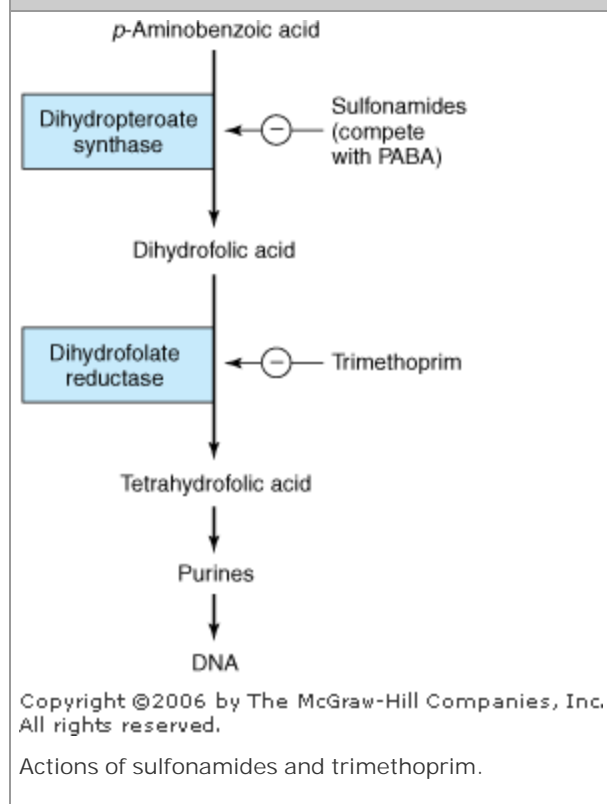 p-Aminobenzoic acid
Dihydropteroate
synthase
Sulfonamides
(compete
with PABA)
Dihydrofolic acid
Dihydrofolate
reductase
Trimethoprim
Tetrahydrofolic acid
Purines
DNA
Copyright ©2006 by The McGraw-Hill Companies, Inc.
All rights reserved.
Actions of sulfonamides and trimethoprim.